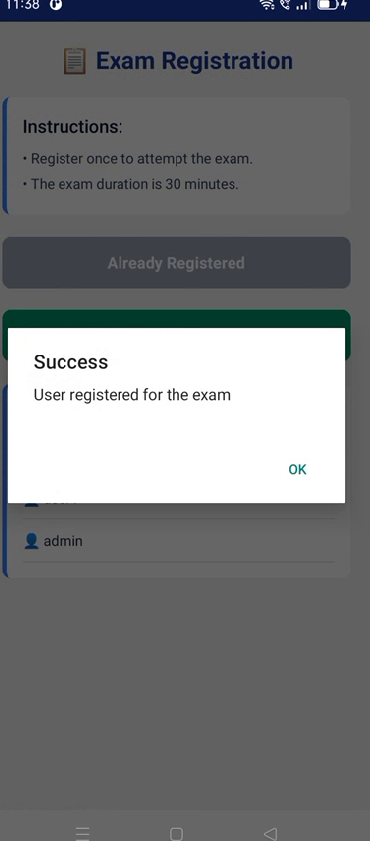 11:38
📋 Exam Registration
Instructions:
• Register once to attempt the exam.
• The exam duration is 30 minutes.
Already Registered
Success
User registered for the exam
OK
👤 admin